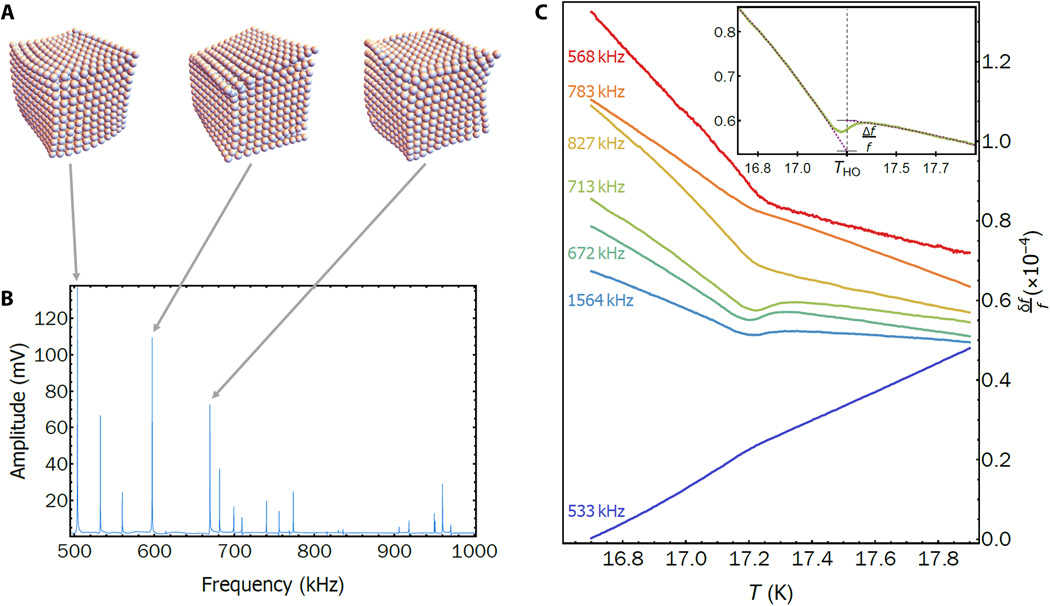 A
B
Amplitude (mV)
120
100
80
60
40
20
500
600
700
800
900
1000
Frequency (kHz)
C
568 kHz
783 kHz
827 kHz
713 kHz
672 kHz
1564 kHz
533 kHz
0.8
0.7
0.6
Δf
f
16.8
17.0
T_HO
17.5
17.7
1.2
1.0
0.8
0.6
0.4
0.2
0.0
δf
f
(×10⁻⁴)
16.8
17.0
17.2
17.4
17.6
17.8
T (K)